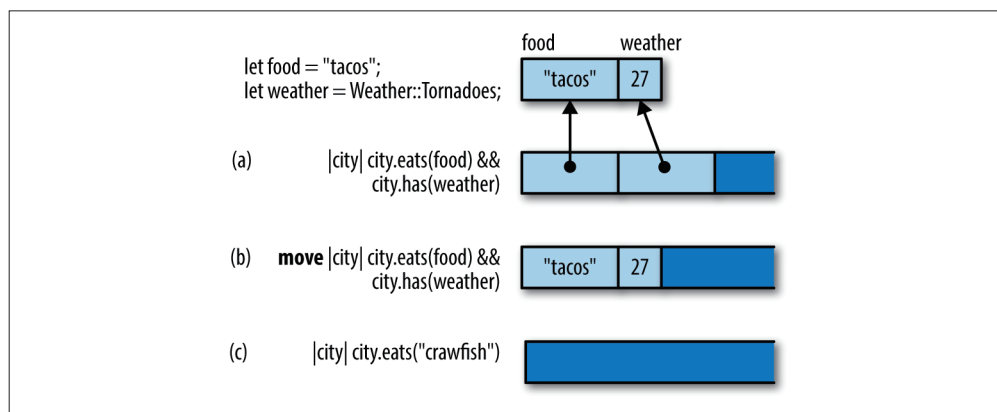 food weather
let food = "tacos";
let weather = Weather::Tornadoes;
"tacos" 27
(a) |city| city.eats(food) &&
city.has(weather)
(b) move |city| city.eats(food) &&
city.has(weather)
"tacos" 27
(c) |city| city.eats("crawfish")